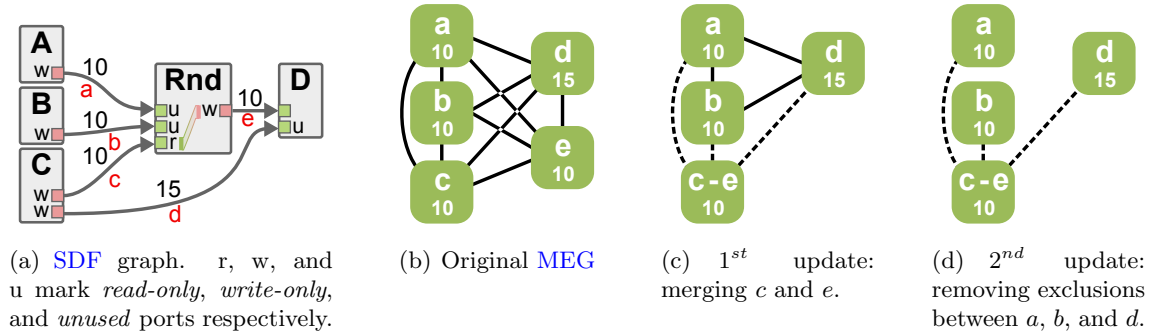 A
w
10
a
B
w
10
b
C
w
w
10
c
15
d
Rnd
u
u
r
w
10
e
D
u
a
10
b
10
c
10
d
15
e
10
a
10
b
10
c-e
10
d
15
a
10
b
10
c-e
10
d
15
(a) SDF graph. r, w, and
u mark read-only, write-only,
and unused ports respectively.
(b) Original MEG
(c) 1st update:
merging c and e.
(d) 2nd update:
removing exclusions
between a, b, and d.